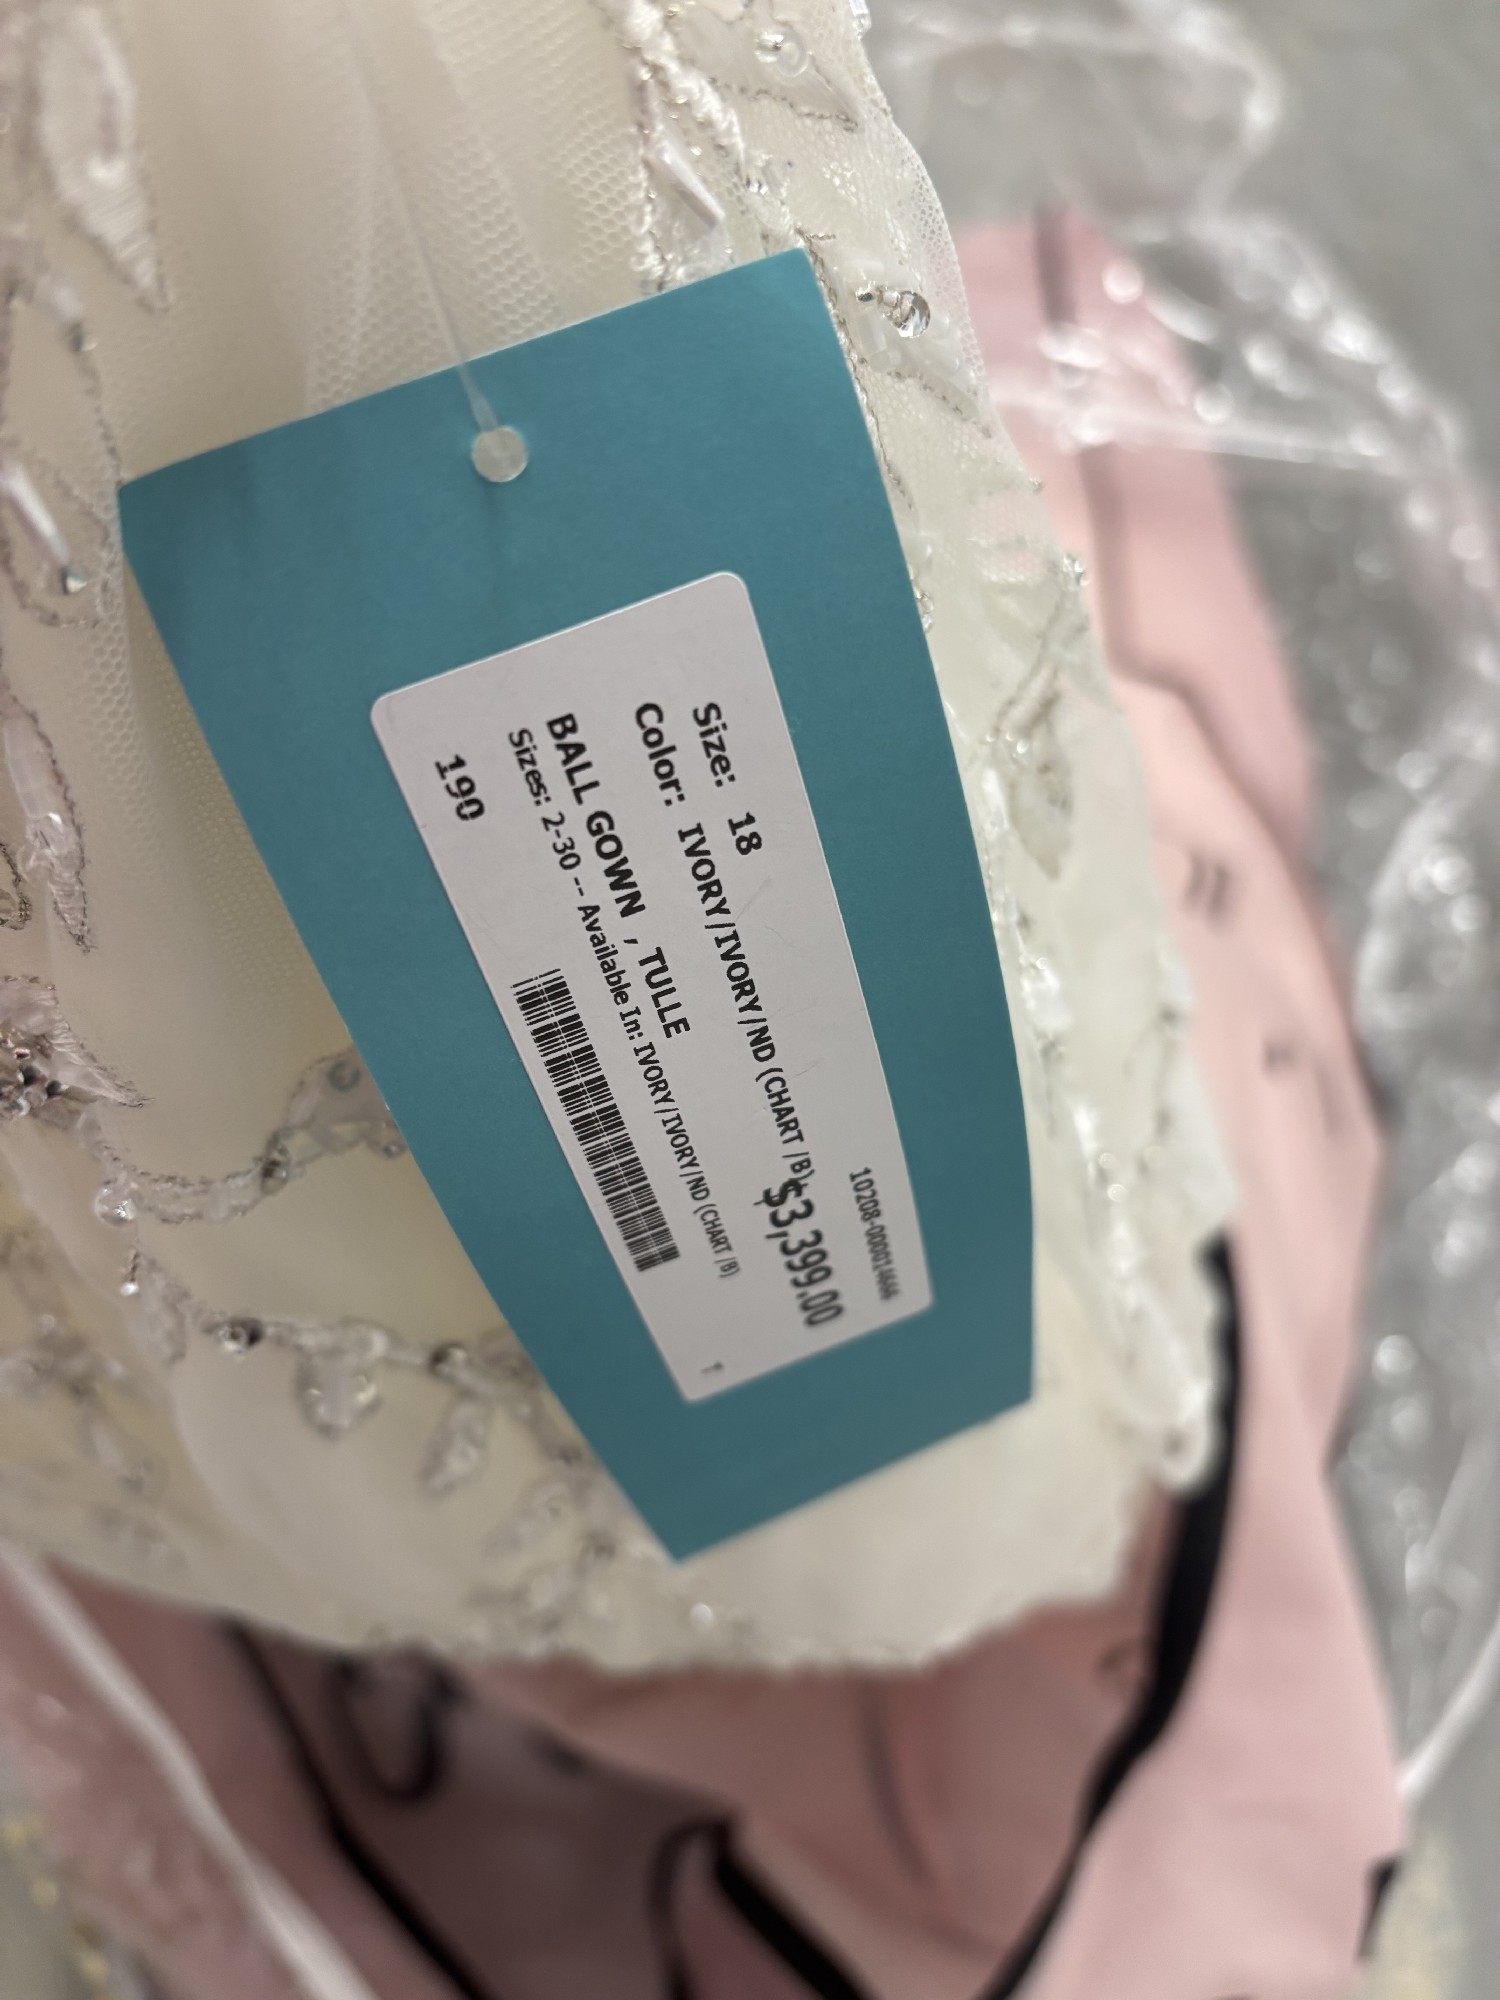 10208-000014666
Size: 18
Color: IVORY/IVORY/ND (CHART /B)
$3,399.00
BALL GOWN , TULLE
Sizes: 2-30 -- Available In: IVORY/IVORY/ND (CHART /B)
190
1